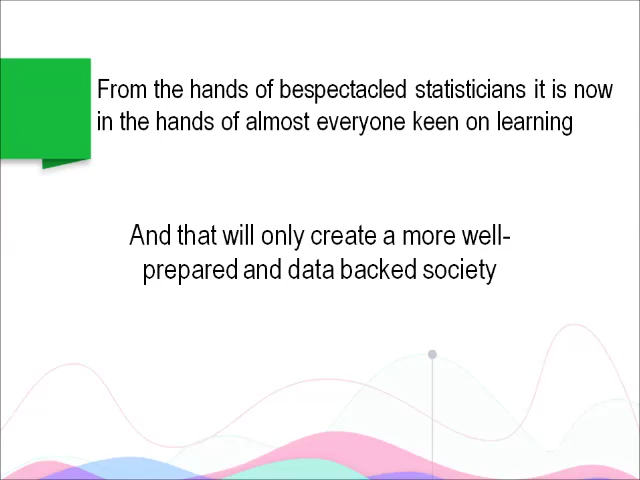 From the hands of bespectacled statisticians it is now
in the hands of almost everyone keen on learning
And that will only create a more well-
prepared and data backed society